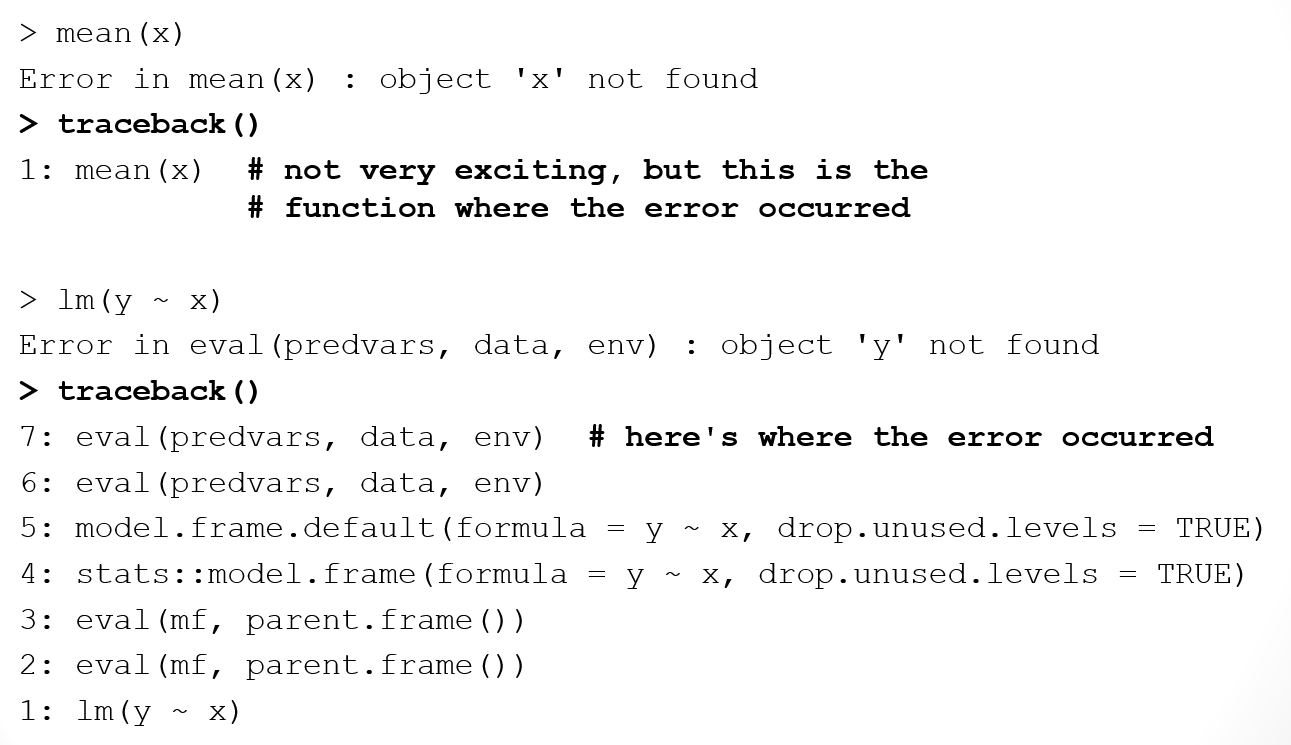 > mean(x)
Error in mean(x) : object 'x' not found
> traceback()
1: mean(x)  # not very exciting, but this is the
# function where the error occurred
> lm(y ~ x)
Error in eval(predvars, data, env) : object 'y' not found
> traceback()
7: eval(predvars, data, env)  # here's where the error occurred
6: eval(predvars, data, env)
5: model.frame.default(formula = y ~ x, drop.unused.levels = TRUE)
4: stats::model.frame(formula = y ~ x, drop.unused.levels = TRUE)
3: eval(mf, parent.frame())
2: eval(mf, parent.frame())
1: lm(y ~ x)